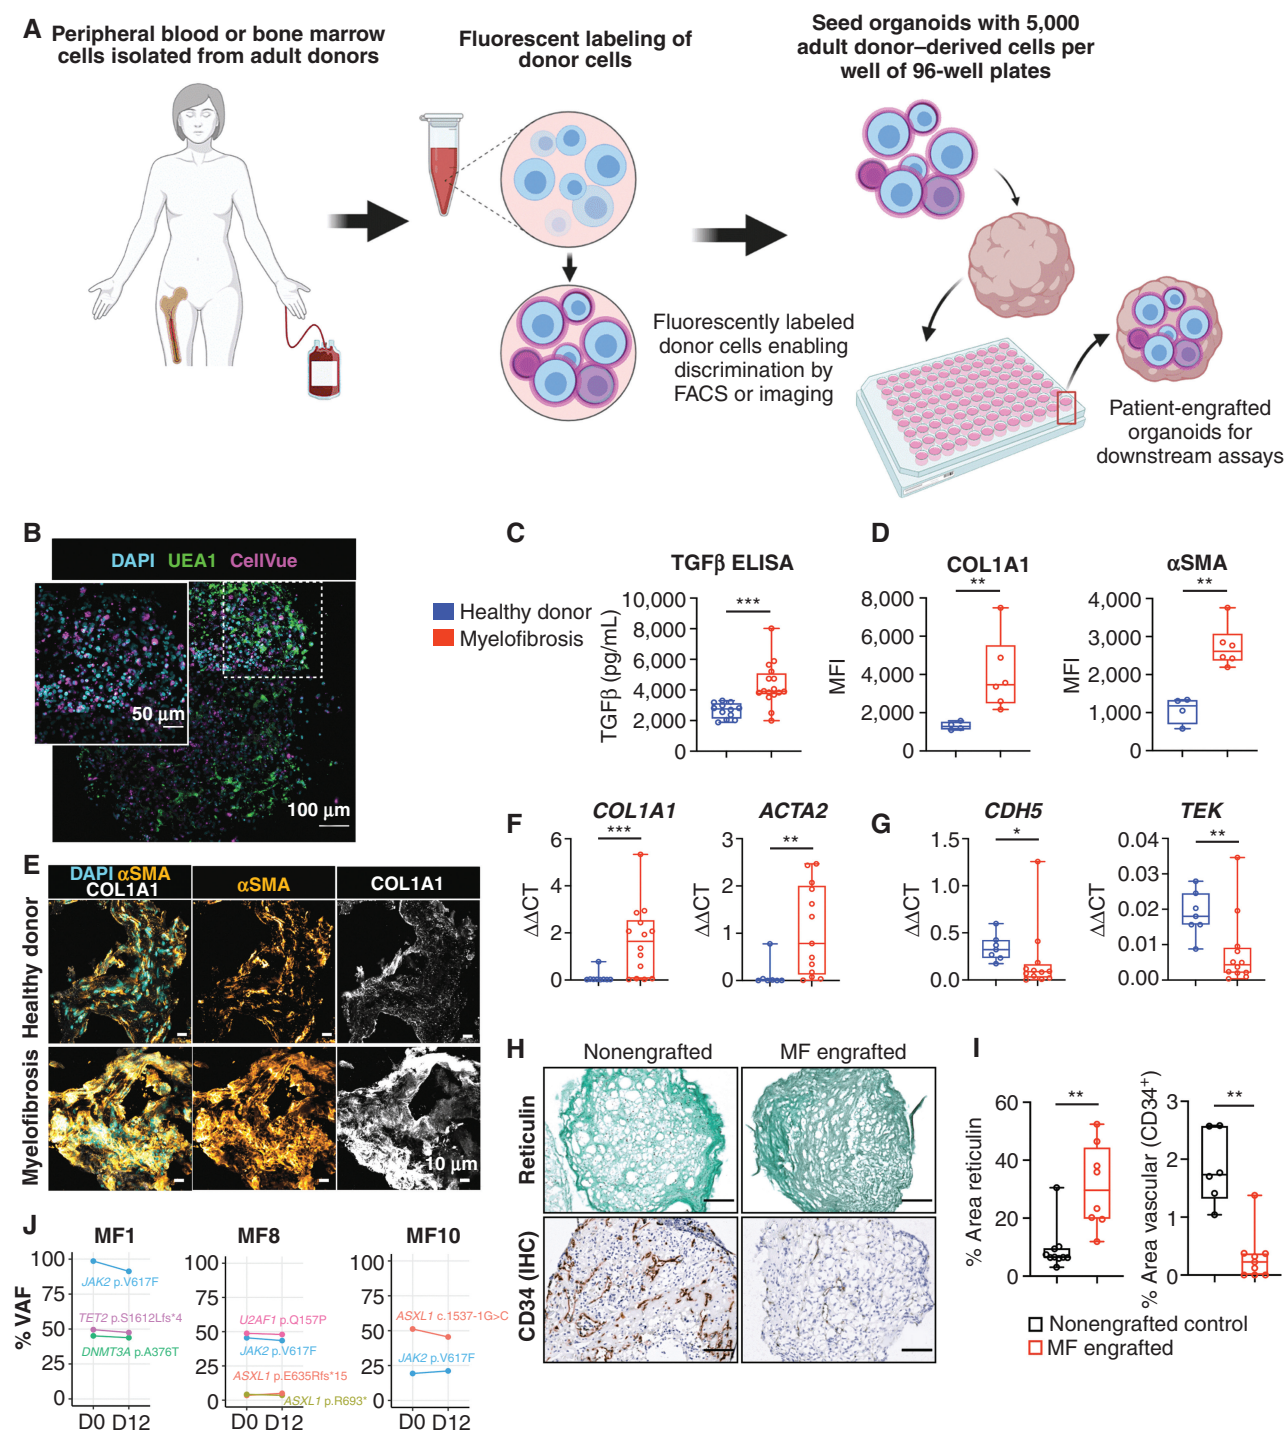 A
Peripheral blood or bone marrow
cells isolated from adult donors
Fluorescent labeling of
donor cells
Seed organoids with 5,000
adult donor–derived cells per
well of 96-well plates
Fluorescently labeled
donor cells enabling
discrimination by
FACS or imaging
Patient-engrafted
organoids for
downstream assays
B
DAPI UEA1 CellVue
50 µm
100 µm
Healthy donor
Myelofibrosis
C
TGFβ ELISA
***
TGFβ (pg/mL)
10,000
8,000
6,000
4,000
2,000
0
D
COL1A1
**
MFI
8,000
6,000
4,000
2,000
0
αSMA
**
MFI
4,000
3,000
2,000
1,000
0
E
DAPI αSMA
COL1A1
αSMA
COL1A1
Healthy donor
Myelofibrosis
10 µm
F
COL1A1
***
ΔΔCT
6
4
2
0
ACTA2
**
ΔΔCT
3
2
1
0
G
CDH5
*
ΔΔCT
1.5
1.0
0.5
0.0
TEK
**
ΔΔCT
0.04
0.03
0.02
0.01
0.00
H
Nonengrafted
MF engrafted
Reticulin
CD34 (IHC)
I
**
% Area reticulin
60
40
20
0
**
% Area vascular (CD34+)
3
2
1
0
Nonengrafted control
MF engrafted
J
% VAF
MF1
100
75
50
25
0
JAK2 p.V617F
TET2 p.S1612Lfs*4
DNMT3A p.A376T
D0 D12
MF8
100
75
50
25
0
U2AF1 p.Q157P
JAK2 p.V617F
ASXL1 p.E635Rfs*15
ASXL1 p.R693*
D0 D12
MF10
100
75
50
25
0
ASXL1 c.1537-1G>C
JAK2 p.V617F
D0 D12